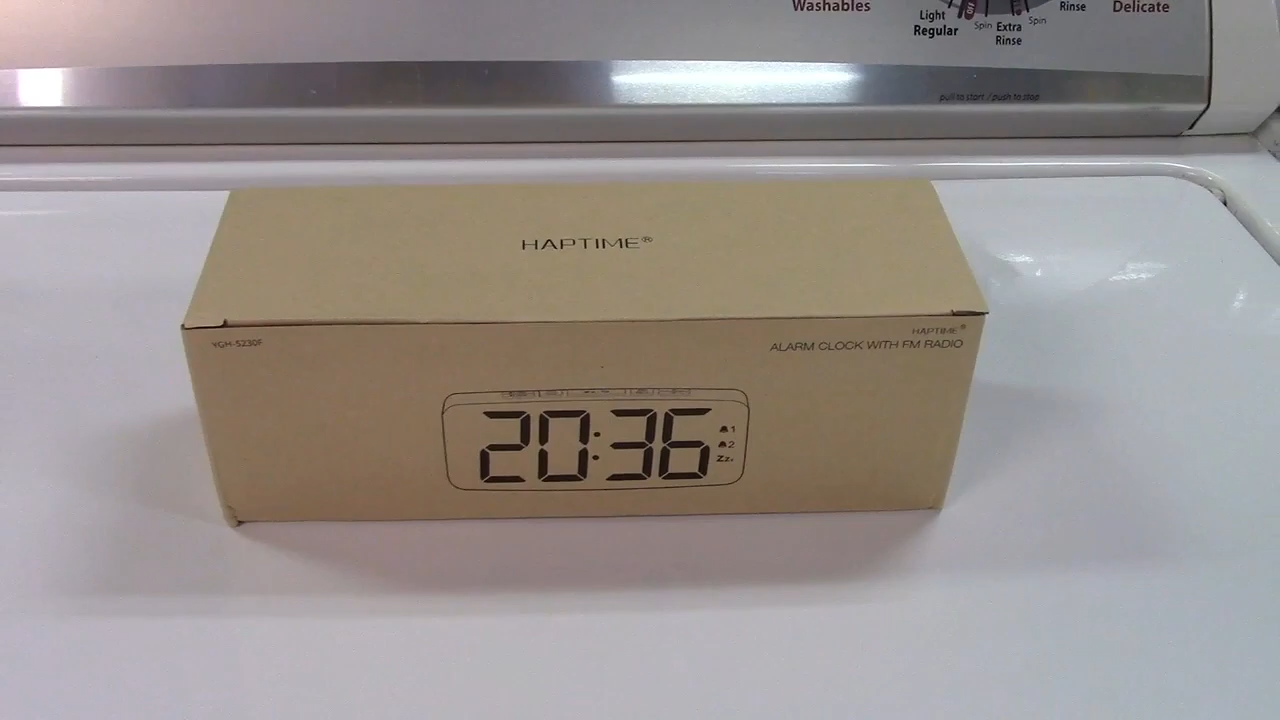 Washables
Light
Regular
Spin
Extra
Rinse
Spin
Rinse
Delicate
pull to start / push to stop
HAPTIME®
YGH-5230F
HAPTIME®
ALARM CLOCK WITH FM RADIO
20:36
1
2
Zzz